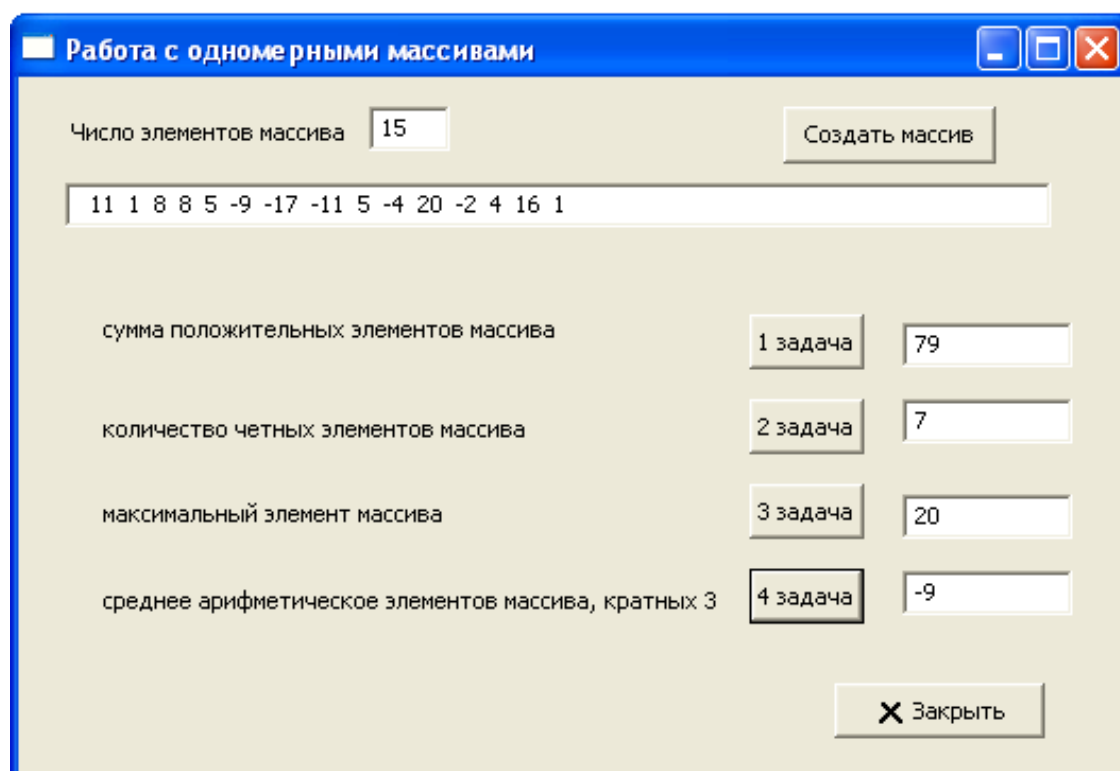 Работа с одномерными массивами
Число элементов массива 15 Создать массив
11 1 8 8 5 -9 -17 -11 5 -4 20 -2 4 16 1
сумма положительных элементов массива 1 задача 79
количество четных элементов массива 2 задача 7
максимальный элемент массива 3 задача 20
среднее арифметическое элементов массива, кратных 3 4 задача -9
Закрыть